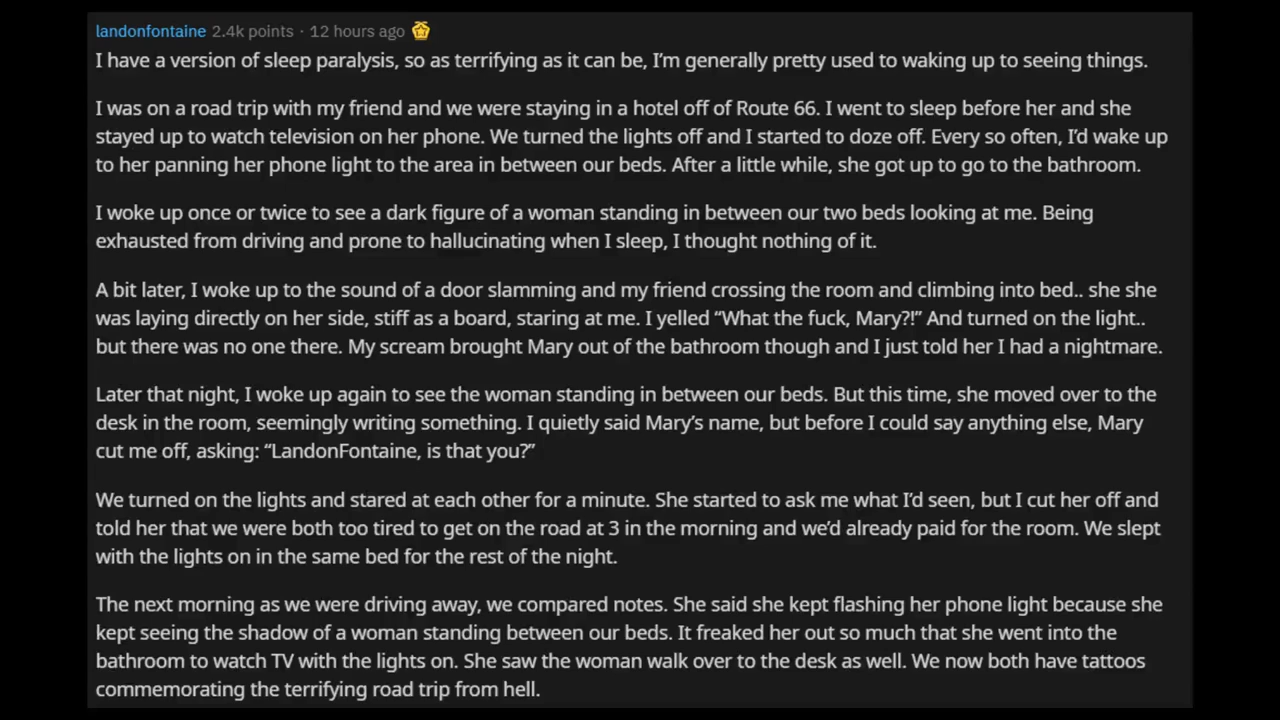 landonfontaine 2.4k points · 12 hours ago
I have a version of sleep paralysis, so as terrifying as it can be, I’m generally pretty used to waking up to seeing things.
I was on a road trip with my friend and we were staying in a hotel off of Route 66. I went to sleep before her and she
stayed up to watch television on her phone. We turned the lights off and I started to doze off. Every so often, I’d wake up
to her panning her phone light to the area in between our beds. After a little while, she got up to go to the bathroom.
I woke up once or twice to see a dark figure of a woman standing in between our two beds looking at me. Being
exhausted from driving and prone to hallucinating when I sleep, I thought nothing of it.
A bit later, I woke up to the sound of a door slamming and my friend crossing the room and climbing into bed.. she she
was laying directly on her side, stiff as a board, staring at me. I yelled “What the fuck, Mary?!” And turned on the light..
but there was no one there. My scream brought Mary out of the bathroom though and I just told her I had a nightmare.
Later that night, I woke up again to see the woman standing in between our beds. But this time, she moved over to the
desk in the room, seemingly writing something. I quietly said Mary’s name, but before I could say anything else, Mary
cut me off, asking: “LandonFontaine, is that you?”
We turned on the lights and stared at each other for a minute. She started to ask me what I’d seen, but I cut her off and
told her that we were both too tired to get on the road at 3 in the morning and we’d already paid for the room. We slept
with the lights on in the same bed for the rest of the night.
The next morning as we were driving away, we compared notes. She said she kept flashing her phone light because she
kept seeing the shadow of a woman standing between our beds. It freaked her out so much that she went into the
bathroom to watch TV with the lights on. She saw the woman walk over to the desk as well. We now both have tattoos
commemorating the terrifying road trip from hell.